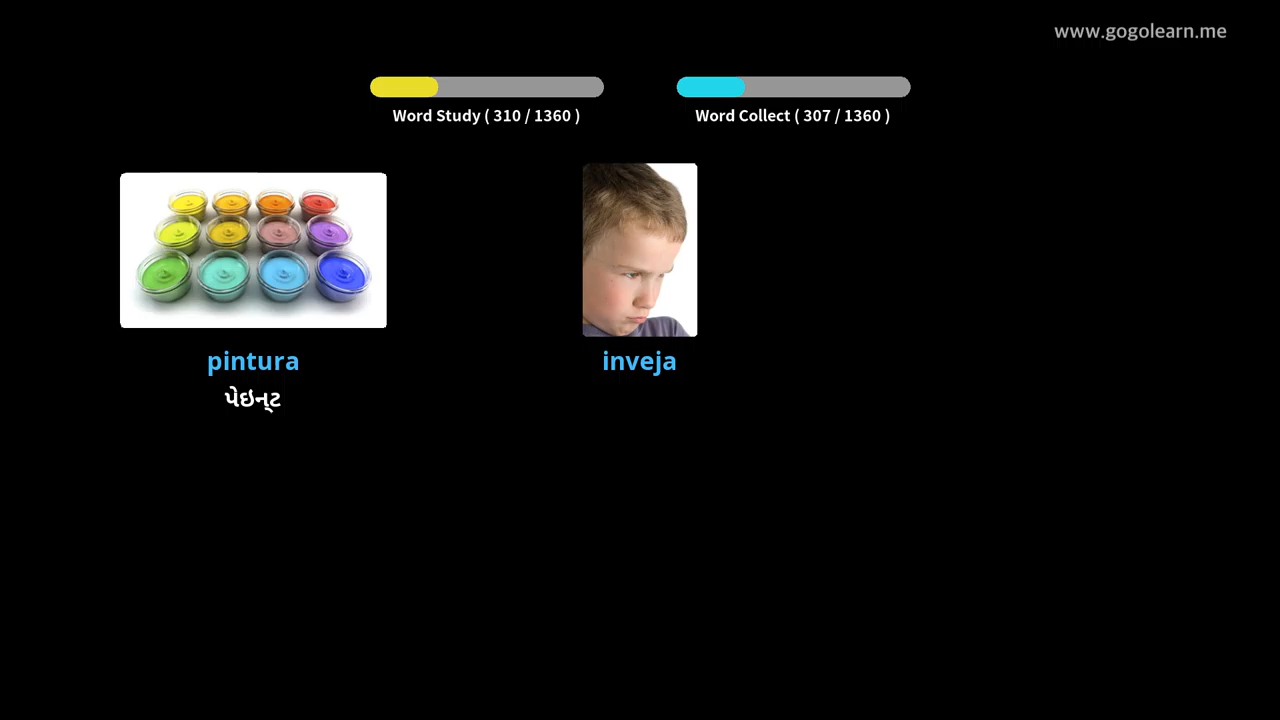 www.gogolearn.me
Word Study ( 310 / 1360 )
Word Collect ( 307 / 1360 )
pintura
પેઇન્ટ
inveja